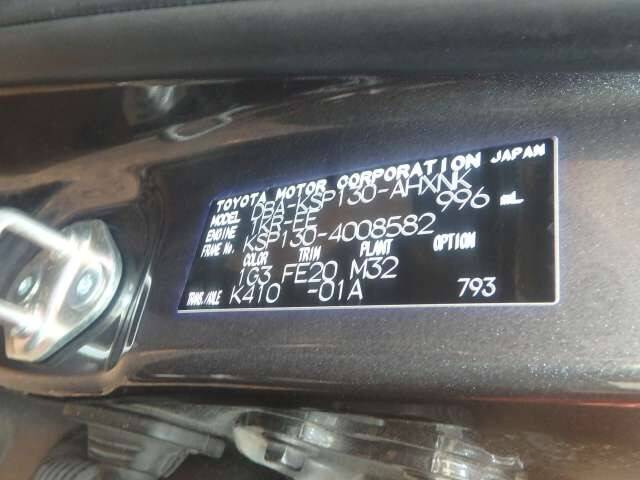 TOYOTA MOTOR CORPORATION JAPAN
MODEL DBA-KSP130-AHXNK
ENGINE 1KR-FE 996 mL
FRAME No. KSP130-4008582
COLOR TRIM PLANT OPTION
1G3 FE20 M32
TRANS./AXLE K410 -01A 793